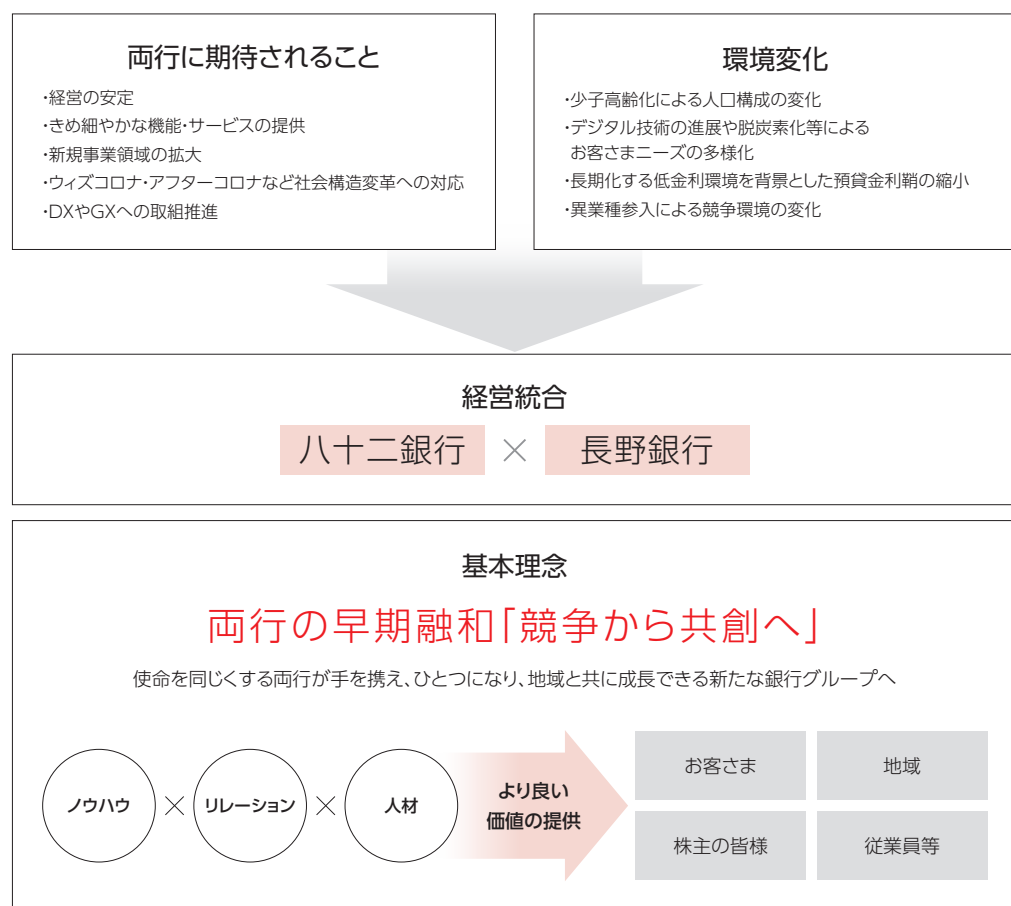 両行に期待されること
・経営の安定
・きめ細やかな機能・サービスの提供
・新規事業領域の拡大
・ウィズコロナ・アフターコロナなど社会構造変革への対応
・DXやGXへの取組推進
環境変化
・少子高齢化による人口構成の変化
・デジタル技術の進展や脱炭素化等による
お客さまニーズの多様化
・長期化する低金利環境を背景とした預貸金利鞘の縮小
・異業種参入による競争環境の変化
経営統合
八十二銀行 × 長野銀行
基本理念
両行の早期融和「競争から共創へ」
使命を同じくする両行が手を携え、ひとつになり、地域と共に成長できる新たな銀行グループへ
ノウハウ × リレーション × 人材
より良い
価値の提供
お客さま
地域
株主の皆様
従業員等